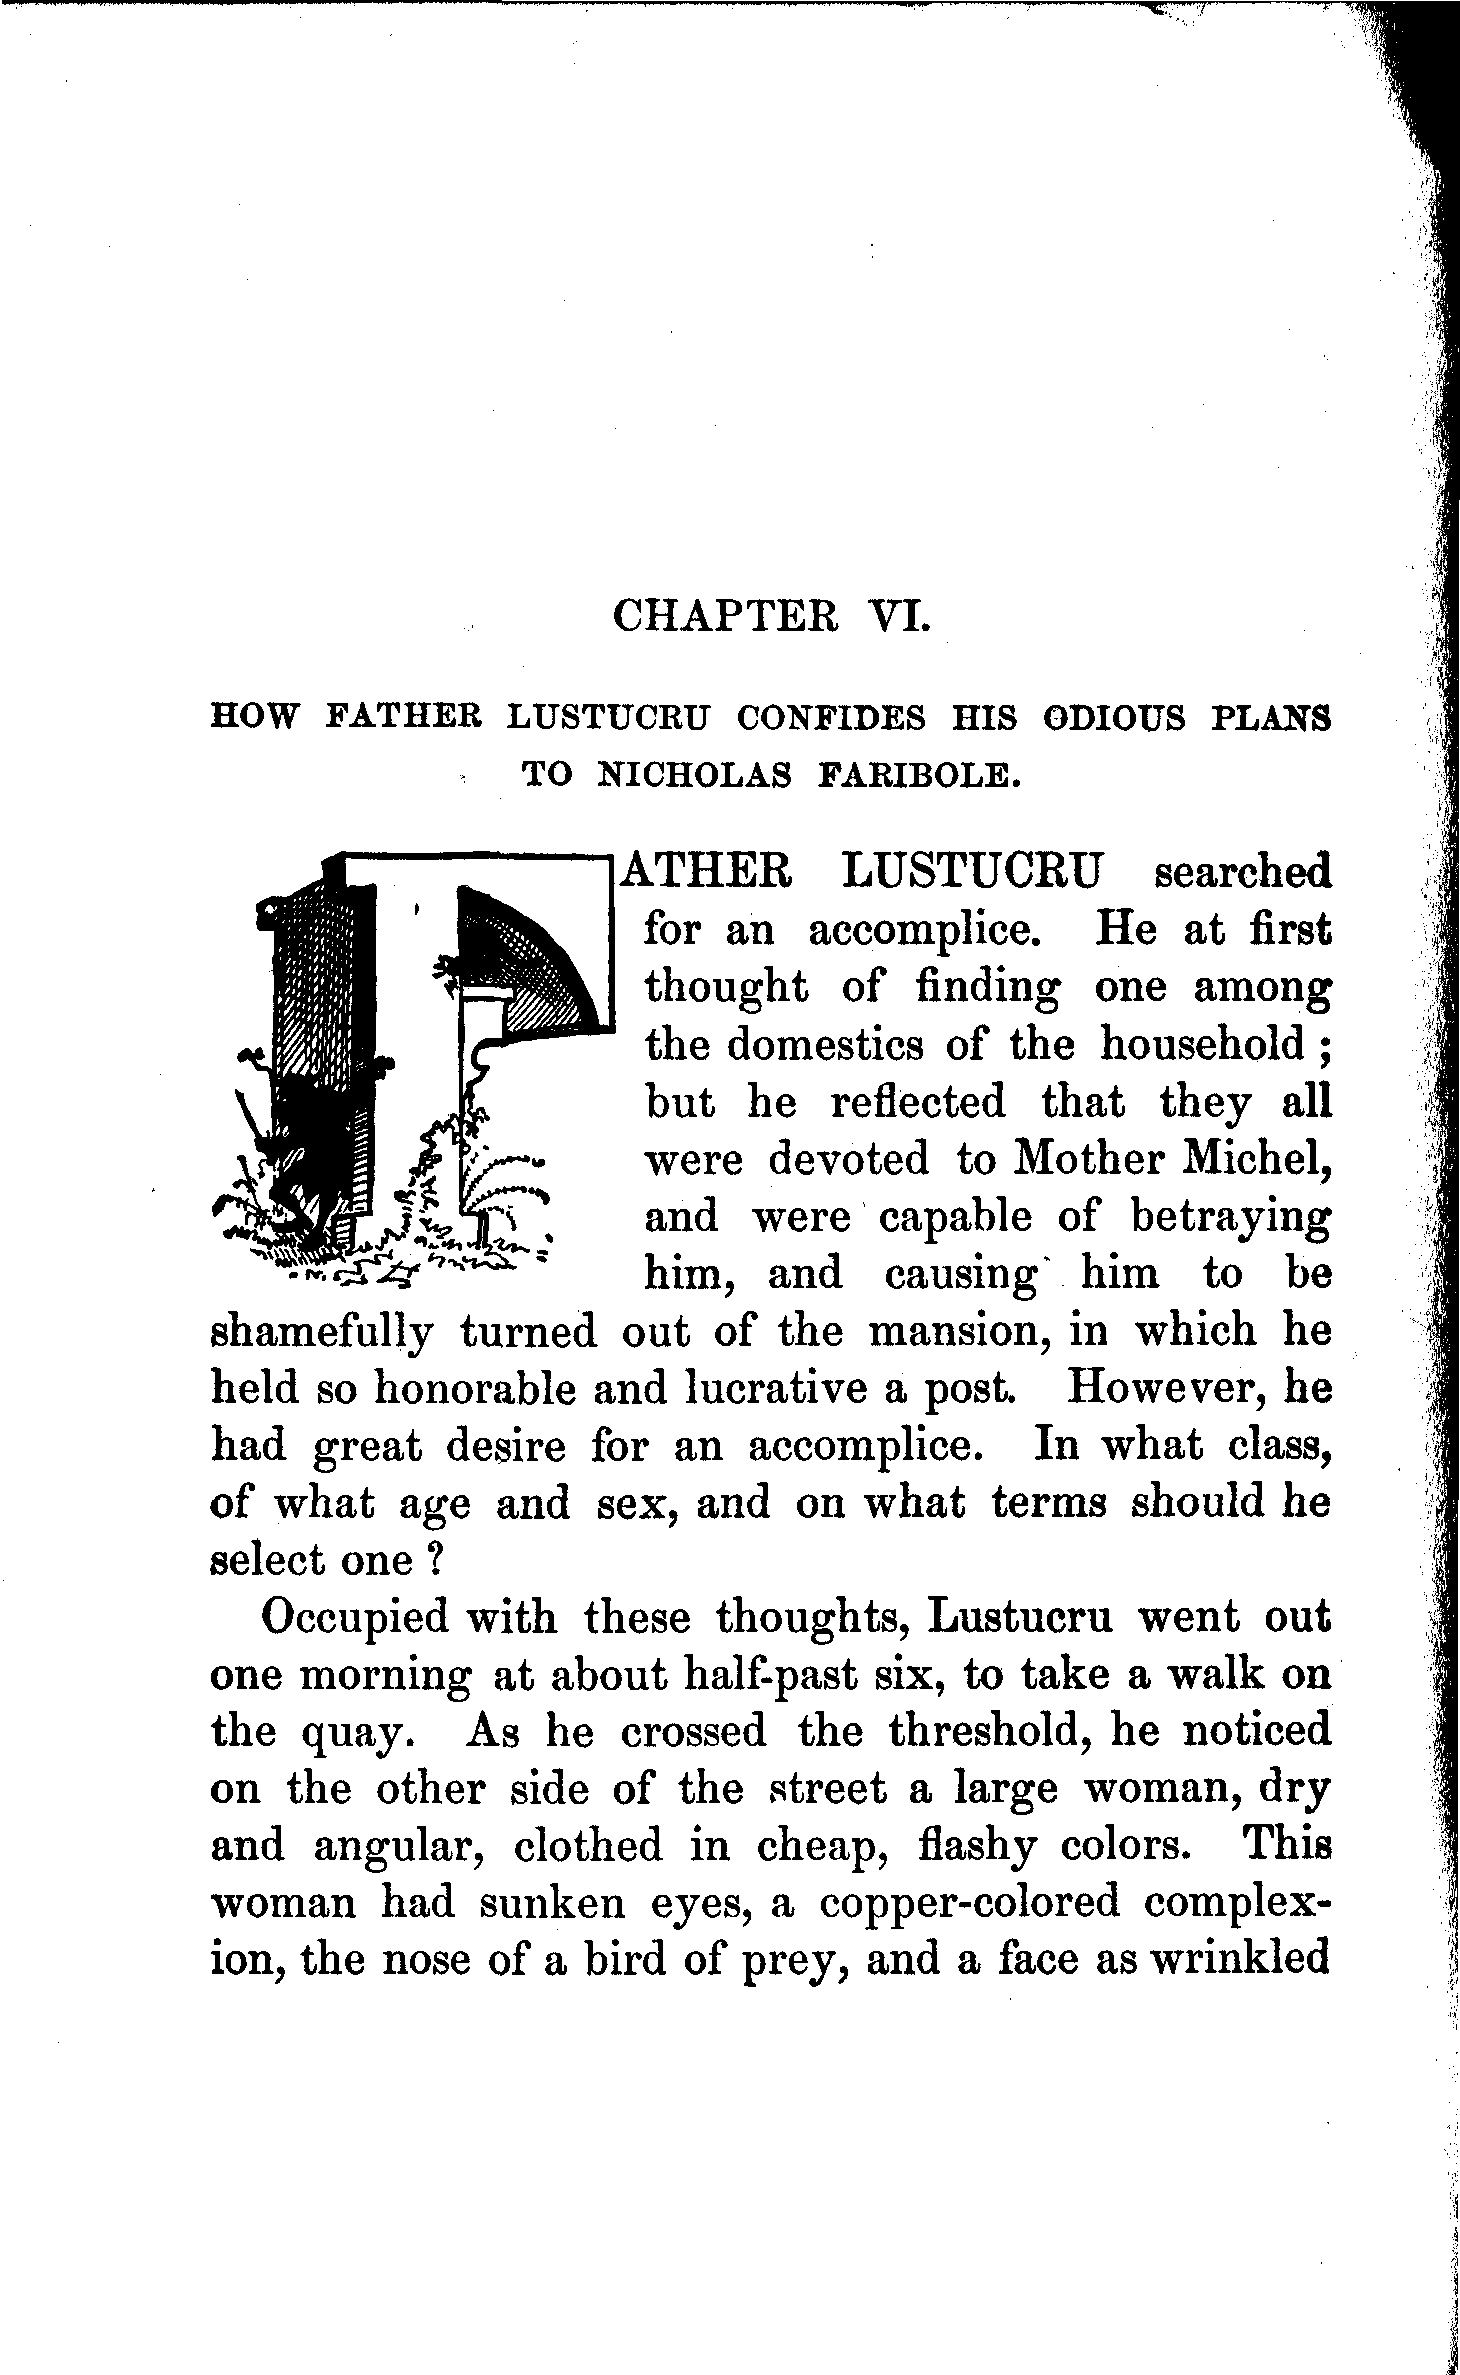 CHAPTER VI.
HOW FATHER LUSTUCRU CONFIDES HIS ODIOUS PLANS
TO NICHOLAS FARIBOLE.
FATHER LUSTUCRU searched
for an accomplice. He at first
thought of finding one among
the domestics of the household ;
but he reflected that they all
were devoted to Mother Michel,
and were capable of betraying
him, and causing him to be
shamefully turned out of the mansion, in which he
held so honorable and lucrative a post. However, he
had great desire for an accomplice. In what class,
of what age and sex, and on what terms should he
select one ?
Occupied with these thoughts, Lustucru went out
one morning at about half-past six, to take a walk on
the quay. As he crossed the threshold, he noticed
on the other side of the street a large woman, dry
and angular, clothed in cheap, flashy colors. This
woman had sunken eyes, a copper-colored complex-
ion, the nose of a bird of prey, and a face as wrinkled